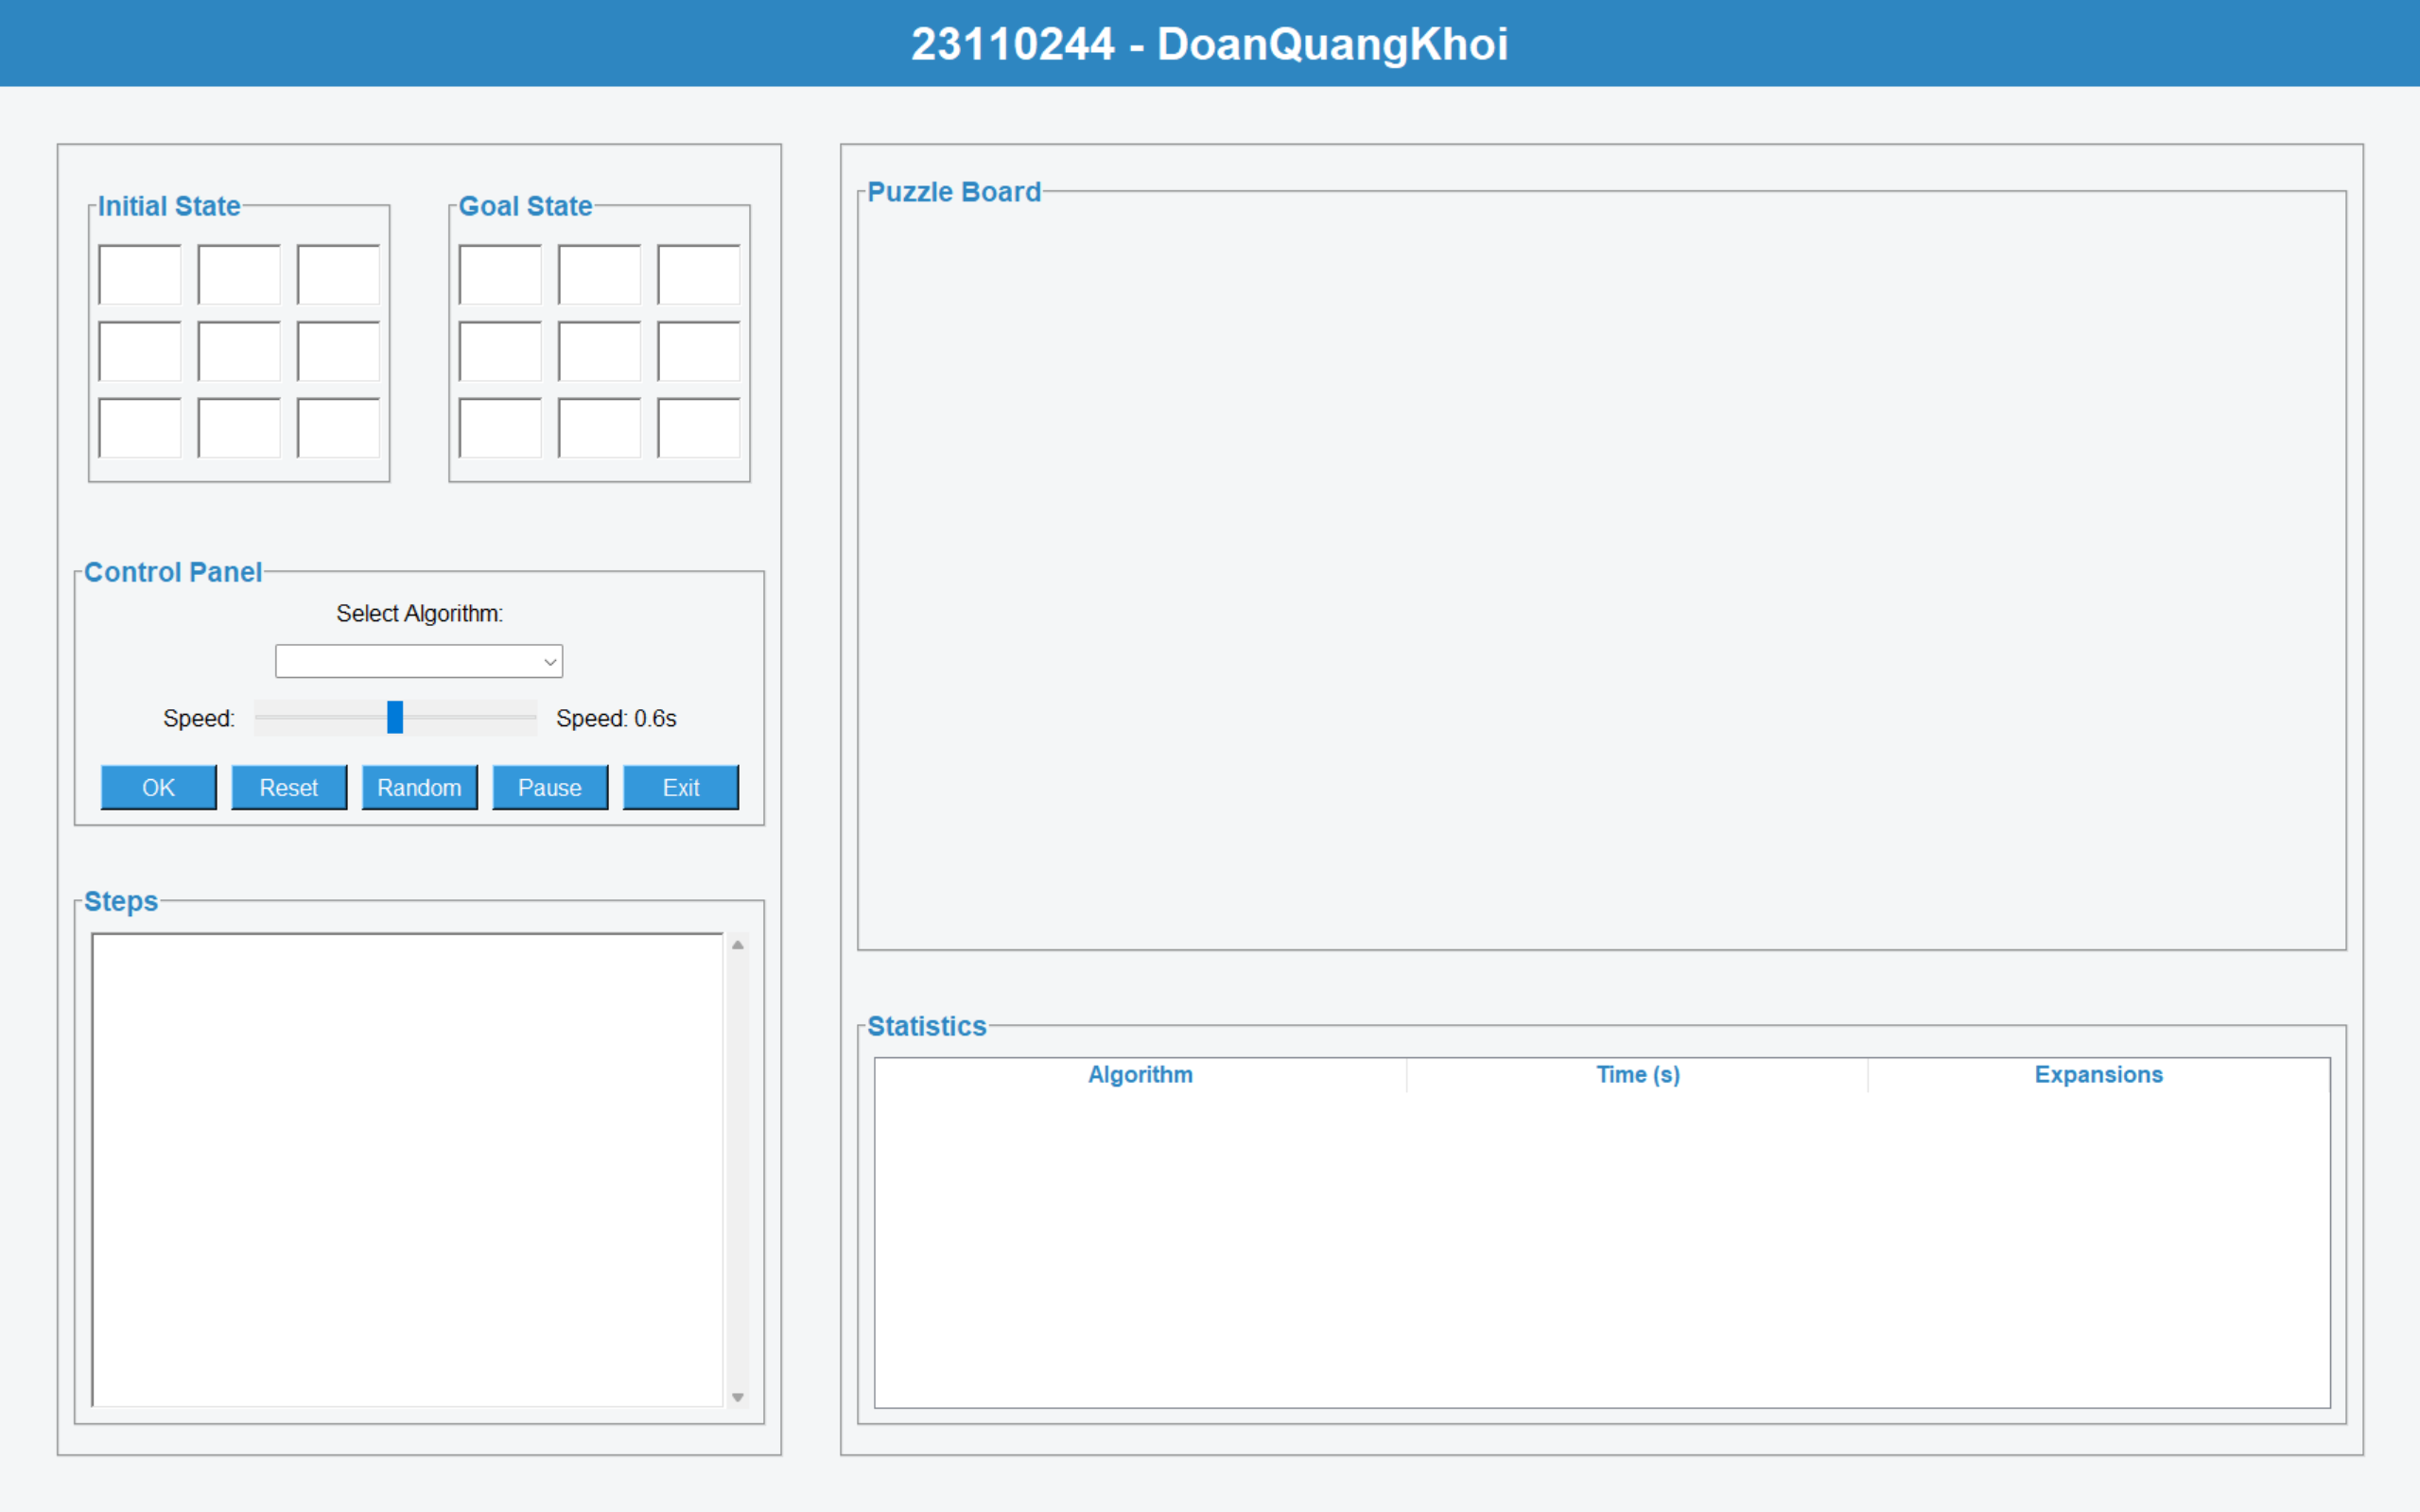 23110244 - DoanQuangKhoi
Initial State
Goal State
Control Panel
Select Algorithm:
Speed:
Speed: 0.6s
OK
Reset
Random
Pause
Exit
Steps
Puzzle Board
Statistics
Algorithm
Time (s)
Expansions